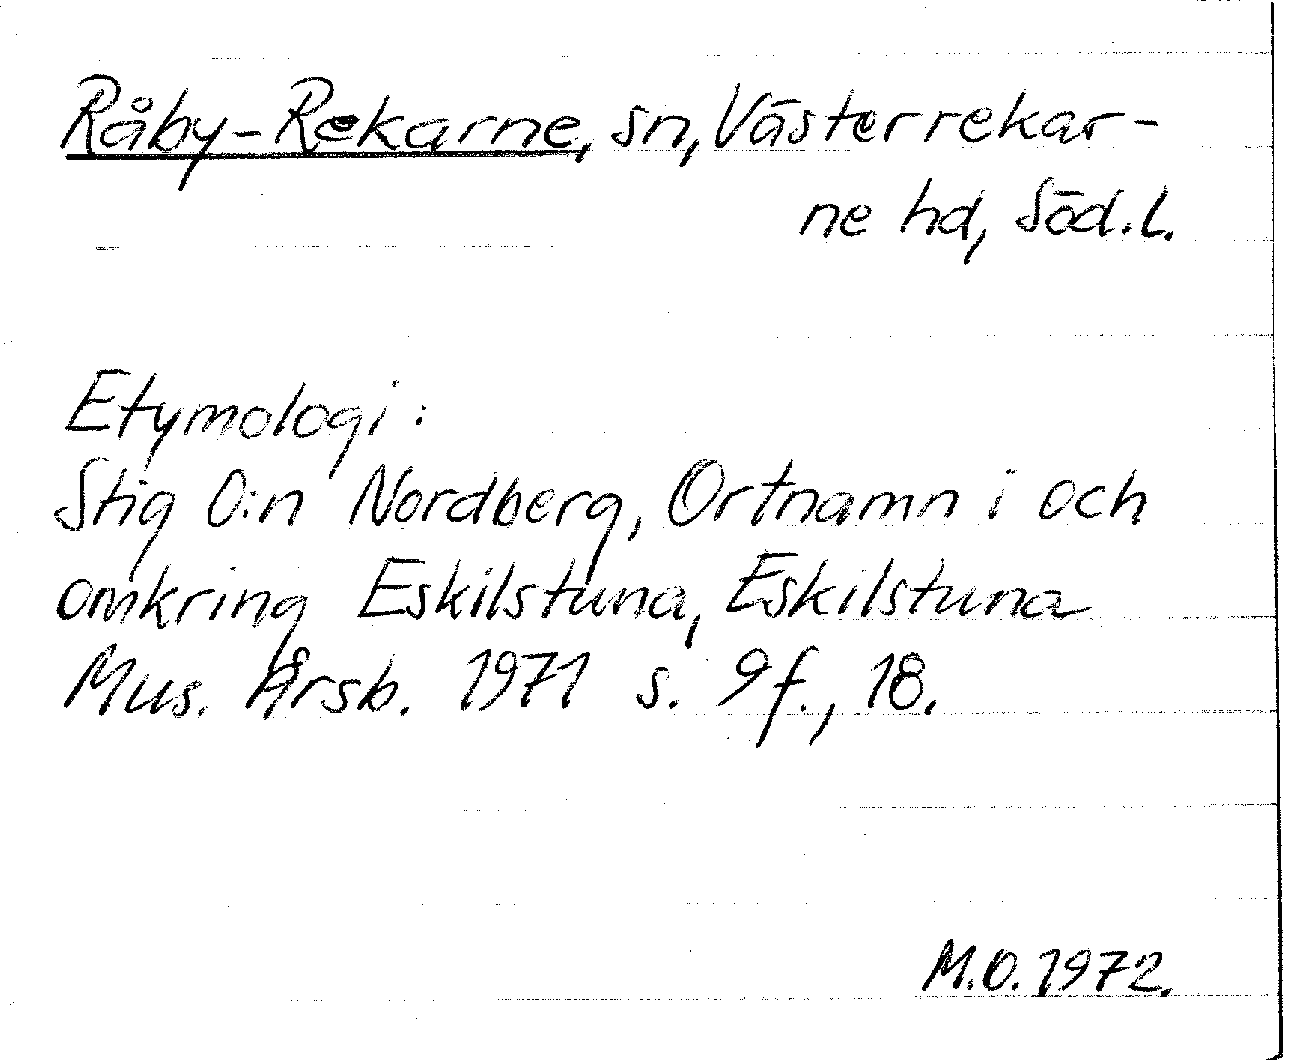 Råby-Rekarne, sn, Västerrekar-
ne hd, Söd.l.
Etymologi:
Stig O:n Nordberg, Ortnamn i och
omkring Eskilstuna, Eskilstuna
Mus. Årsb. 1971 s. 9f., 18.
M.O. 1972.